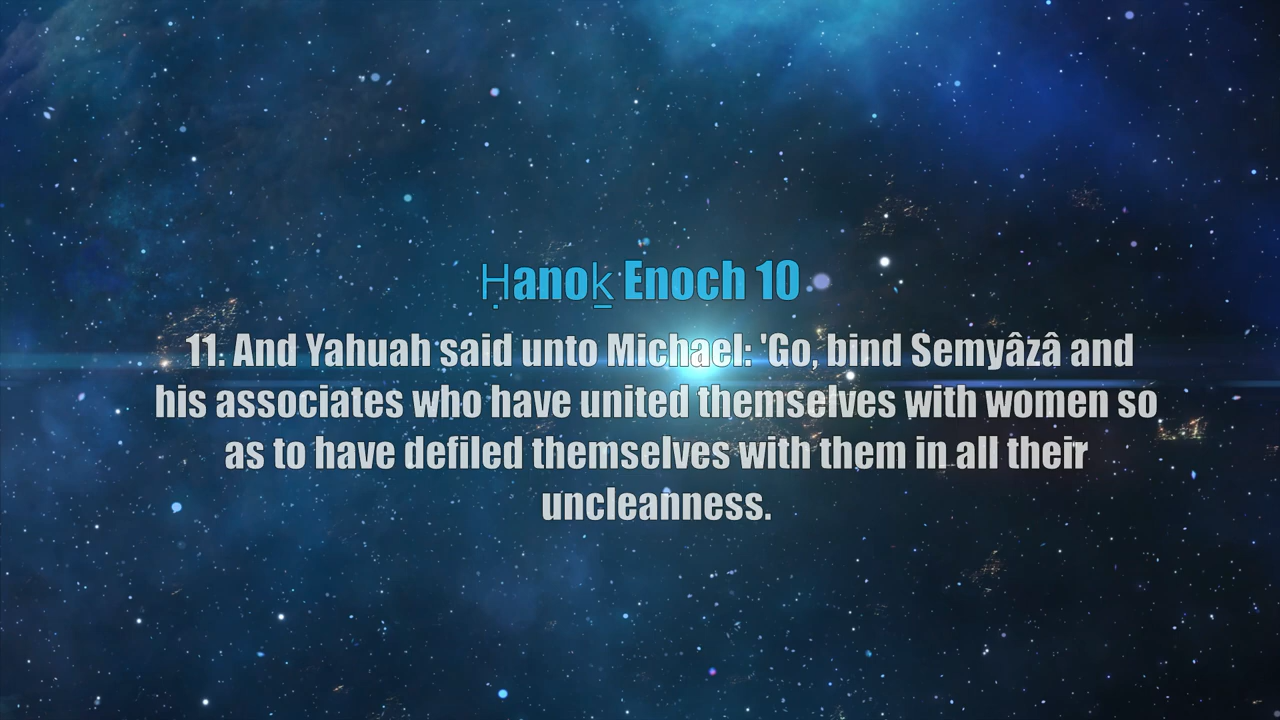 Ḥanoḵ Enoch 10
11. And Yahuah said unto Michael: 'Go, bind Semyâzâ and
his associates who have united themselves with women so
as to have defiled themselves with them in all their
uncleanness.